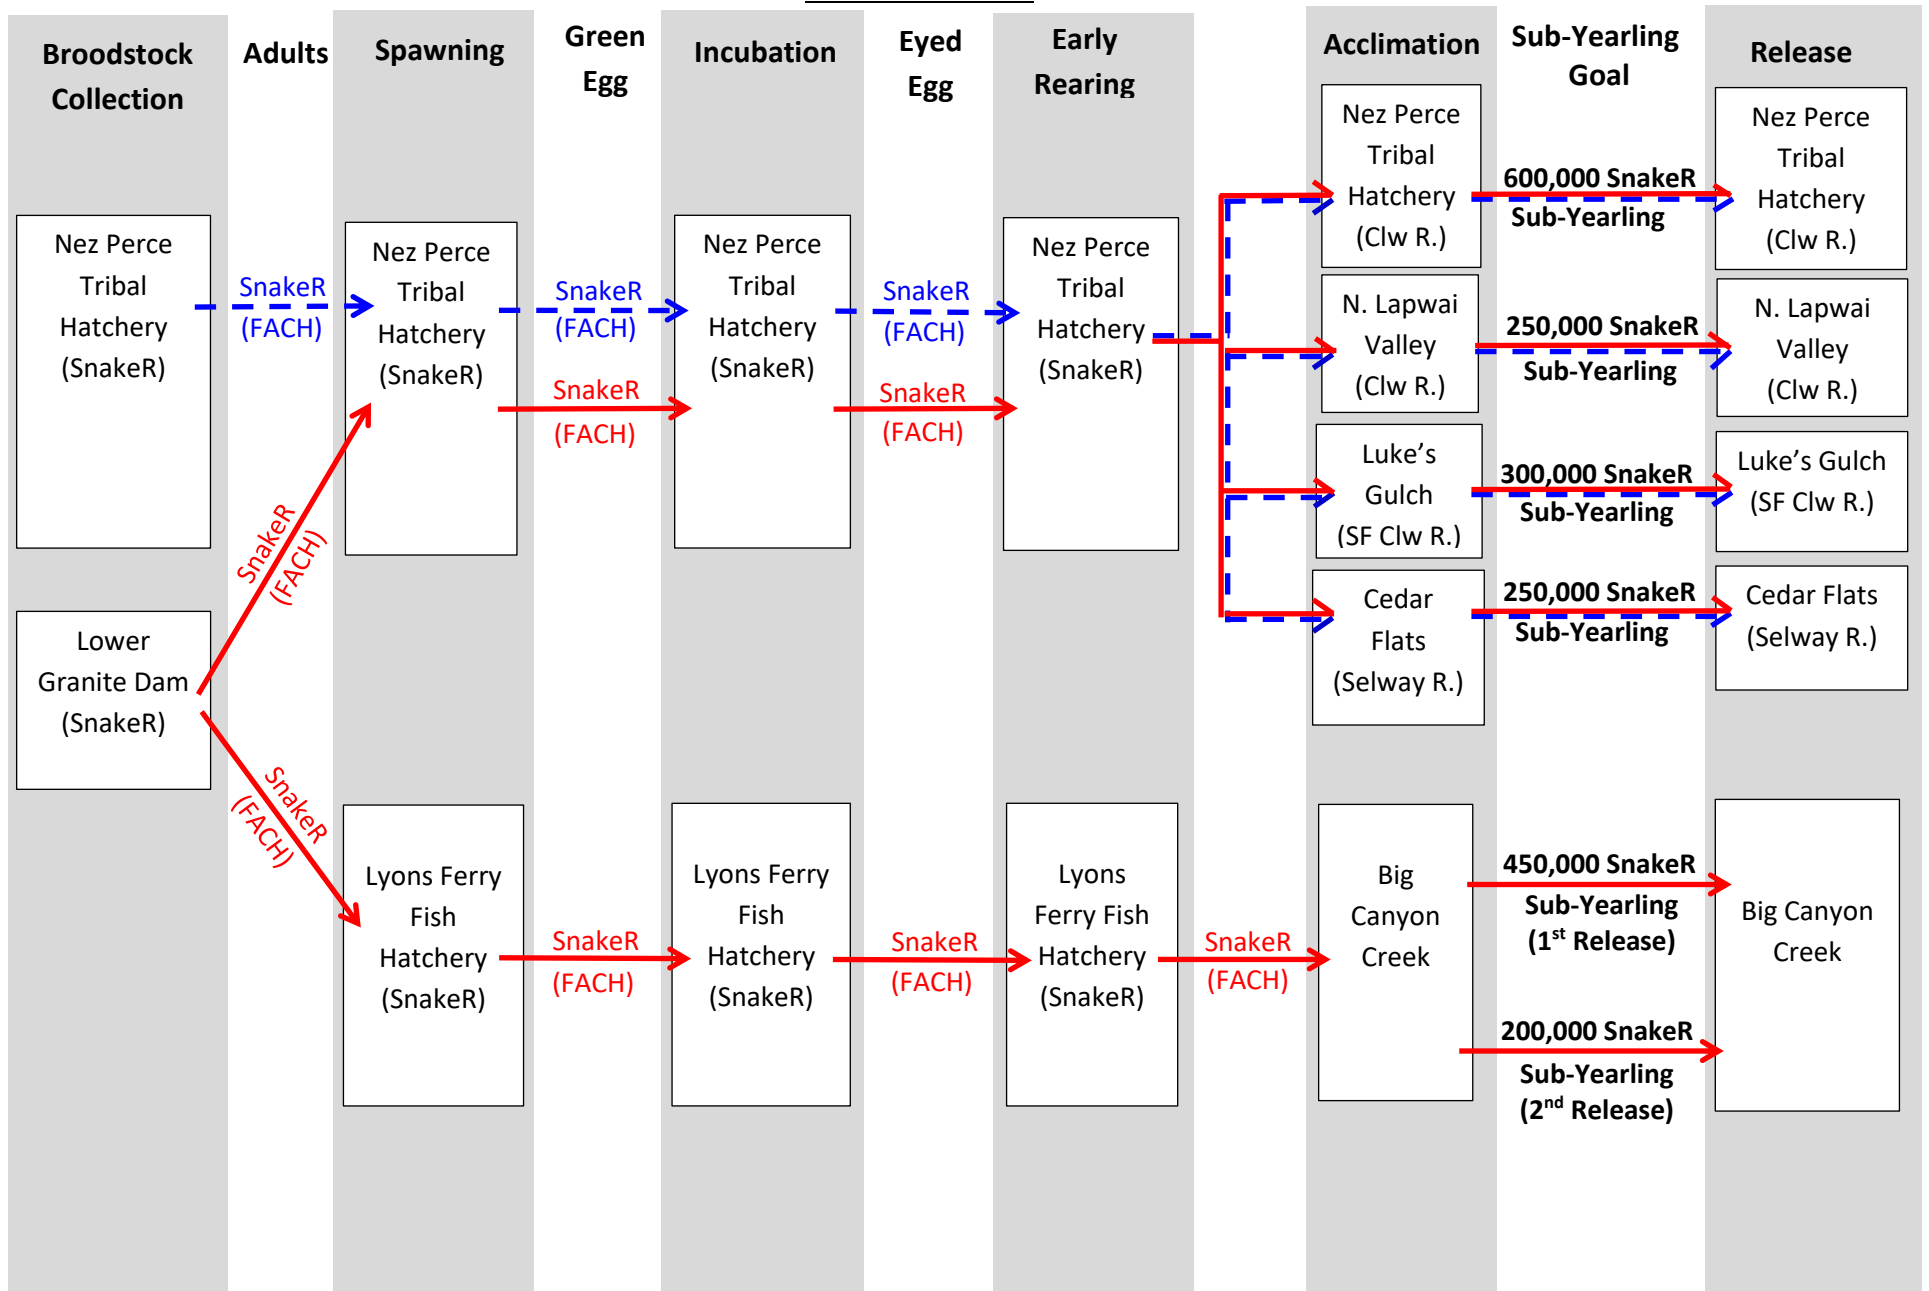 Broodstock
Collection
Adults
Spawning
Green
Egg
Incubation
Eyed
Egg
Early
Rearing
Acclimation
Sub-Yearling
Goal
Release
Nez Perce
Tribal
Hatchery
(SnakeR)
SnakeR
(FACH)
Nez Perce
Tribal
Hatchery
(SnakeR)
SnakeR
(FACH)
SnakeR
(FACH)
Nez Perce
Tribal
Hatchery
(SnakeR)
SnakeR
(FACH)
SnakeR
(FACH)
Nez Perce
Tribal
Hatchery
(SnakeR)
Nez Perce
Tribal
Hatchery
(Clw R.)
600,000 SnakeR
Sub-Yearling
Nez Perce
Tribal
Hatchery
(Clw R.)
N. Lapwai
Valley
(Clw R.)
250,000 SnakeR
Sub-Yearling
N. Lapwai
Valley
(Clw R.)
Luke's
Gulch
(SF Clw R.)
300,000 SnakeR
Sub-Yearling
Luke's Gulch
(SF Clw R.)
Cedar
Flats
(Selway R.)
250,000 SnakeR
Sub-Yearling
Cedar Flats
(Selway R.)
Lower
Granite Dam
(SnakeR)
SnakeR
(FACH)
SnakeR
(FACH)
Lyons Ferry
Fish
Hatchery
(SnakeR)
SnakeR
(FACH)
Lyons Ferry
Fish
Hatchery
(SnakeR)
SnakeR
(FACH)
Lyons
Ferry Fish
Hatchery
(SnakeR)
SnakeR
(FACH)
Big
Canyon
Creek
450,000 SnakeR
Sub-Yearling
(1st Release)
200,000 SnakeR
Sub-Yearling
(2nd Release)
Big Canyon
Creek